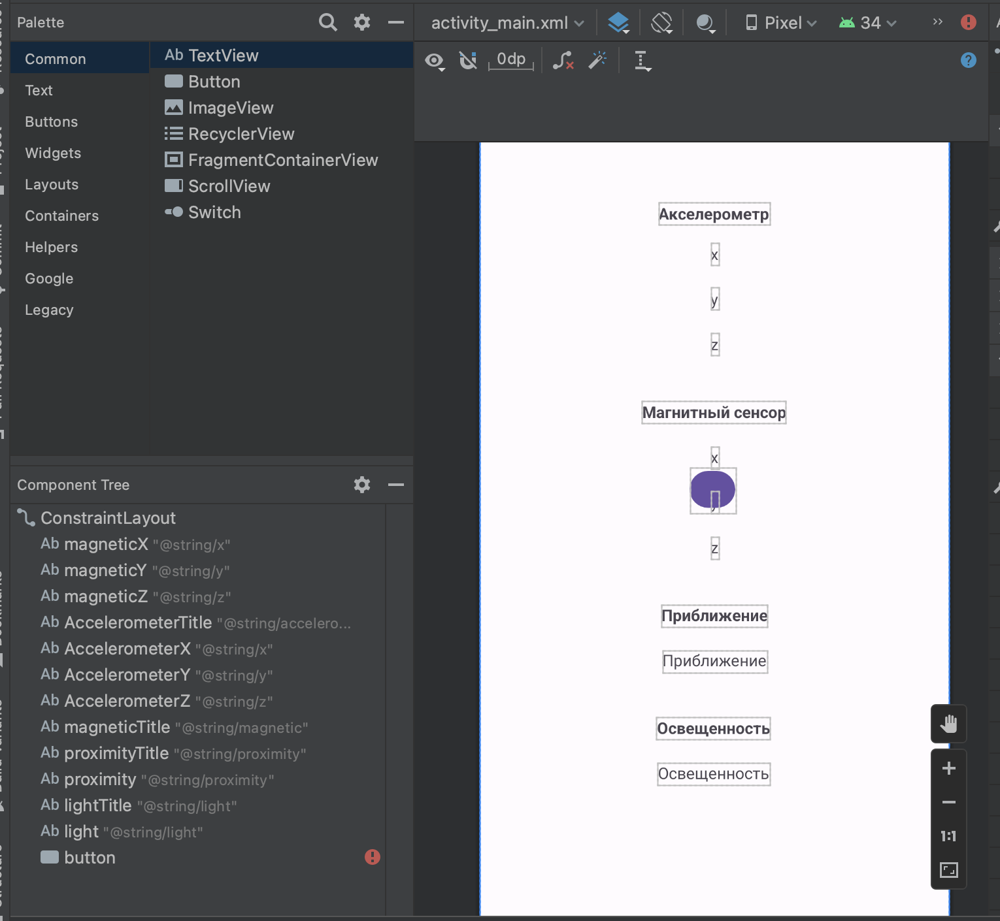 Palette
Common
Text
Buttons
Widgets
Layouts
Containers
Helpers
Google
Legacy
Ab TextView
Button
ImageView
RecyclerView
FragmentContainerView
ScrollView
Switch
Component Tree
ConstraintLayout
Ab magneticX "@string/x"
Ab magneticY "@string/y"
Ab magneticZ "@string/z"
Ab AccelerometerTitle "@string/accelero...
Ab AccelerometerX "@string/x"
Ab AccelerometerY "@string/y"
Ab AccelerometerZ "@string/z"
Ab magneticTitle "@string/magnetic"
Ab proximityTitle "@string/proximity"
Ab proximity "@string/proximity"
Ab lightTitle "@string/light"
Ab light "@string/light"
button
activity_main.xml Pixel 34
0dp
Акселерометр
x
y
z
Магнитный сенсор
x
z
Приближение
Приближение
Освещенность
Освещенность
1:1